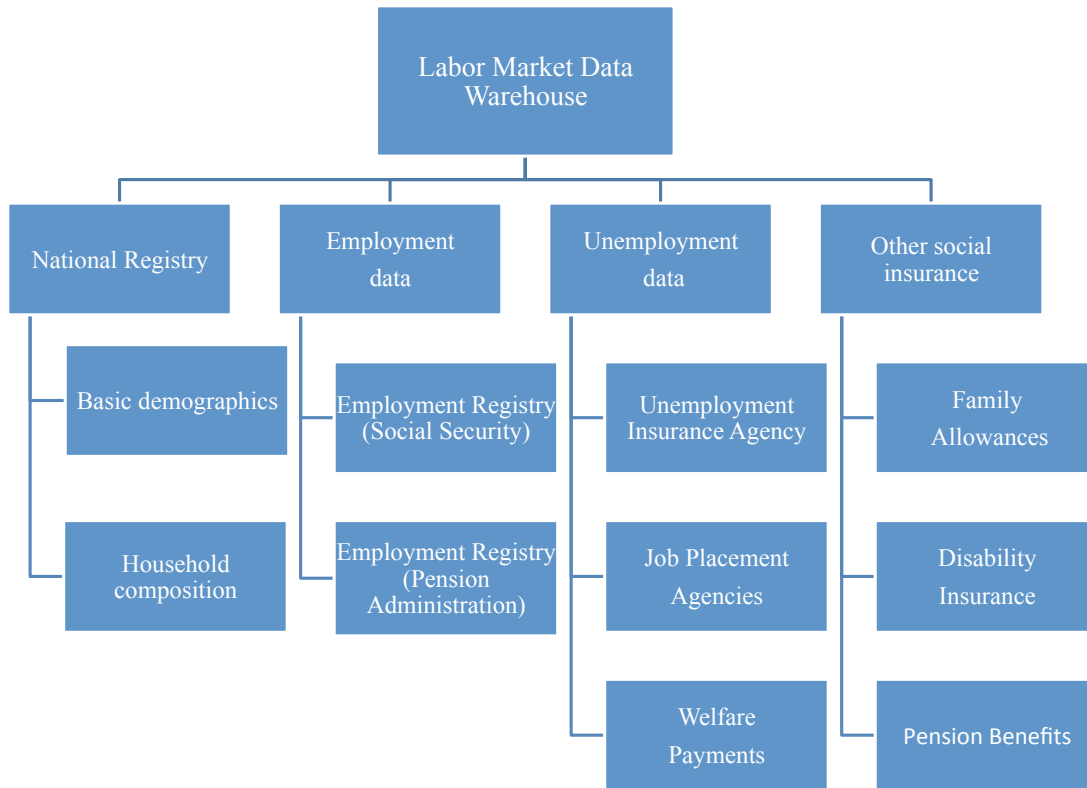 Labor Market Data
Warehouse
National Registry
Employment
data
Unemployment
data
Other social
insurance
Basic demographics
Household
composition
Employment Registry
(Social Security)
Employment Registry
(Pension
Administration)
Unemployment
Insurance Agency
Job Placement
Agencies
Welfare
Payments
Family
Allowances
Disability
Insurance
Pension Benefits